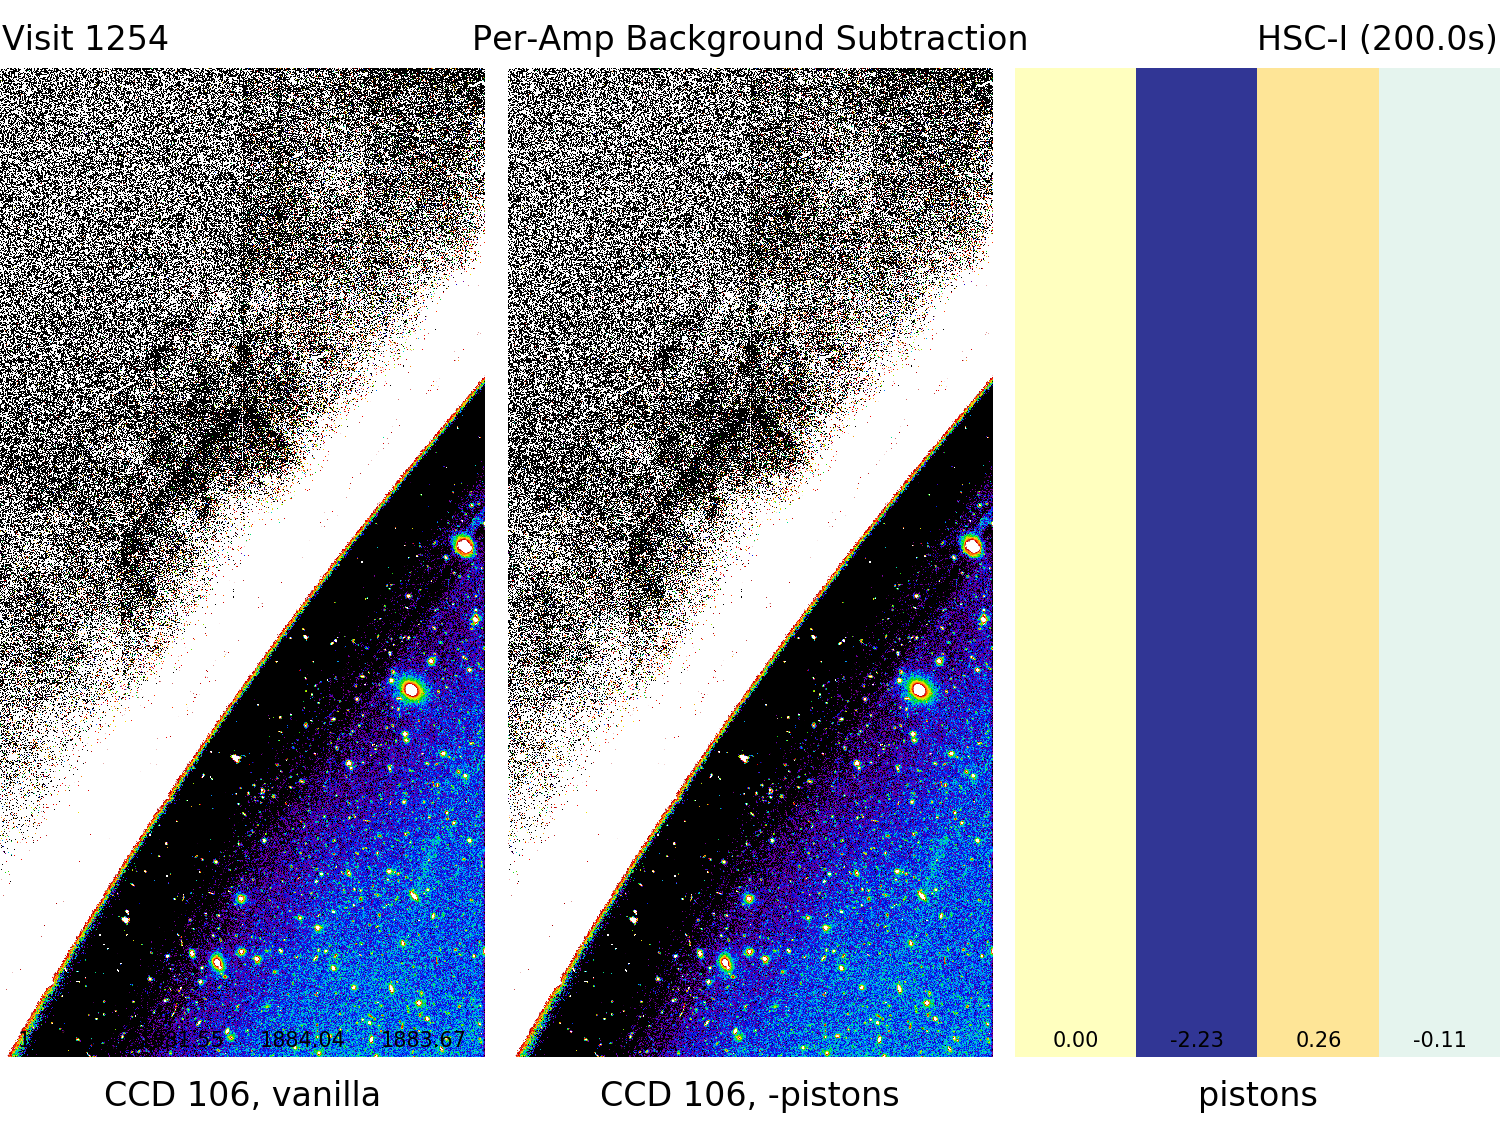 Visit 1254 Per-Amp Background Subtraction HSC-I (200.0s)
1884.04 1883.67 0.00 -2.23 0.26 -0.11
CCD 106, vanilla CCD 106, -pistons pistons